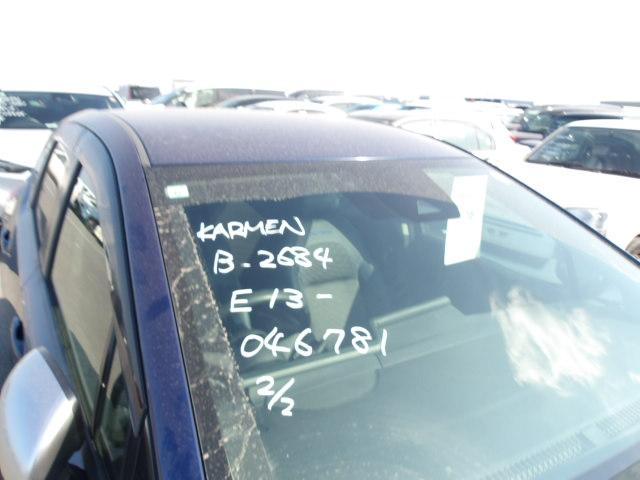 KARMEN
B-2684
E13-
046781
2/2